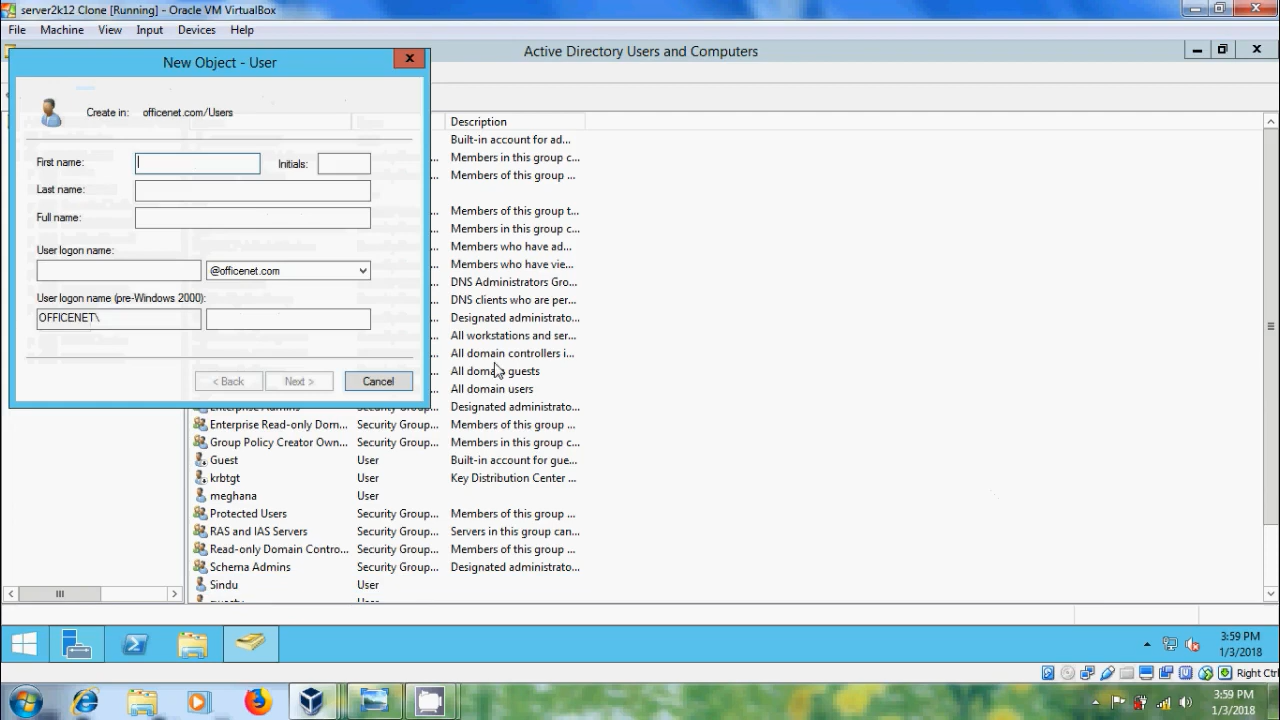 server2k12 Clone [Running] - Oracle VM VirtualBox
File Machine View Input Devices Help
Active Directory Users and Computers
New Object - User
Create in: officenet.com/Users
First name:
Initials:
Last name:
Full name:
User logon name:
@officenet.com
User logon name (pre-Windows 2000):
OFFICENET\
< Back Next > Cancel
Description
Built-in account for ad...
Members in this group c...
Members of this group ...
Members of this group t...
Members in this group c...
Members who have ad...
Members who have vie...
DNS Administrators Gro...
DNS clients who are per...
Designated administrato...
All workstations and ser...
All domain controllers i...
All domain guests
All domain users
Enterprise Admins Designated administrato...
Enterprise Read-only Dom... Security Group... Members of this group ...
Group Policy Creator Own... Security Group... Members in this group c...
Guest User Built-in account for gue...
krbtgt User Key Distribution Center ...
meghana User
Protected Users Security Group... Members of this group ...
RAS and IAS Servers Security Group... Servers in this group can...
Read-only Domain Contro... Security Group... Members of this group ...
Schema Admins Security Group... Designated administrato...
Sindu User
3:59 PM
1/3/2018
Right Ctrl
3:59 PM
1/3/2018